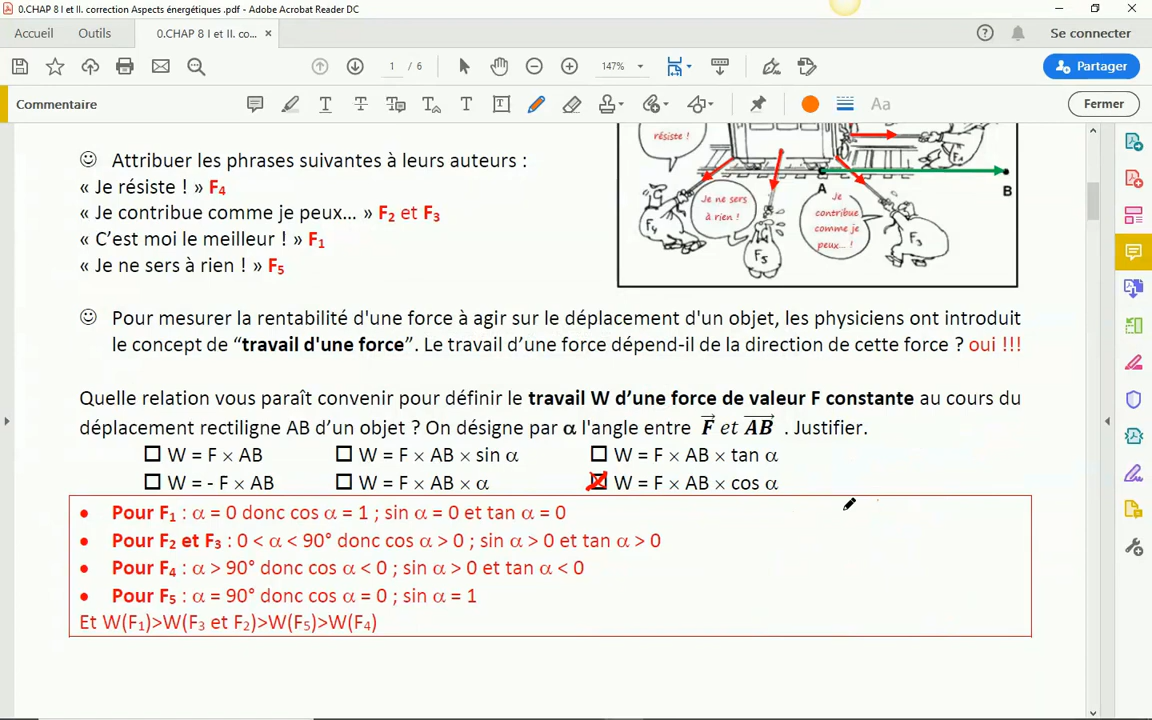 0.CHAP 8 I et II. correction Aspects énergétiques .pdf - Adobe Acrobat Reader DC
Accueil
Outils
0.CHAP 8 I et II. co...
Se connecter
1 / 6
147%
Partager
Commentaire
Aa
Fermer
résiste !
F₁
Attribuer les phrases suivantes à leurs auteurs :
« Je résiste ! » F₄
« Je contribue comme je peux... » F₂ et F₃
« C’est moi le meilleur ! » F₁
« Je ne sers à rien ! » F₅
A
B
Je ne sers
à rien !
Je
contribue
comme je
peux... !
F₄
F₅
F₃
Pour mesurer la rentabilité d'une force à agir sur le déplacement d'un objet, les physiciens ont introduit
le concept de “travail d'une force”. Le travail d’une force dépend-il de la direction de cette force ? oui !!!
Quelle relation vous paraît convenir pour définir le travail W d’une force de valeur F constante au cours du
déplacement rectiligne AB d’un objet ? On désigne par α l'angle entre F⃗ et AB⃗ . Justifier.
☐ W = F × AB ☐ W = F × AB × sin α ☐ W = F × AB × tan α
☐ W = - F × AB ☐ W = F × AB × α ☒ W = F × AB × cos α
• Pour F₁ : α = 0 donc cos α = 1 ; sin α = 0 et tan α = 0
• Pour F₂ et F₃ : 0 < α < 90° donc cos α > 0 ; sin α > 0 et tan α > 0
• Pour F₄ : α > 90° donc cos α < 0 ; sin α > 0 et tan α < 0
• Pour F₅ : α = 90° donc cos α = 0 ; sin α = 1
Et W(F₁)>W(F₃ et F₂)>W(F₅)>W(F₄)